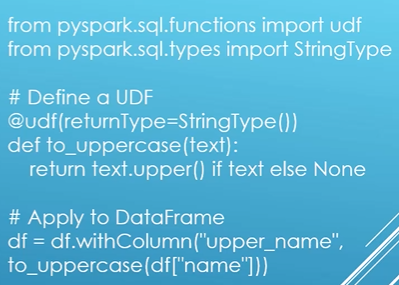 from pyspark.sql.functions import udf
from pyspark.sql.types import StringType
# Define a UDF
@udf(returnType=StringType())
def to_uppercase(text):
return text.upper() if text else None
# Apply to DataFrame
df = df.withColumn("upper_name",
to_uppercase(df["name"]))